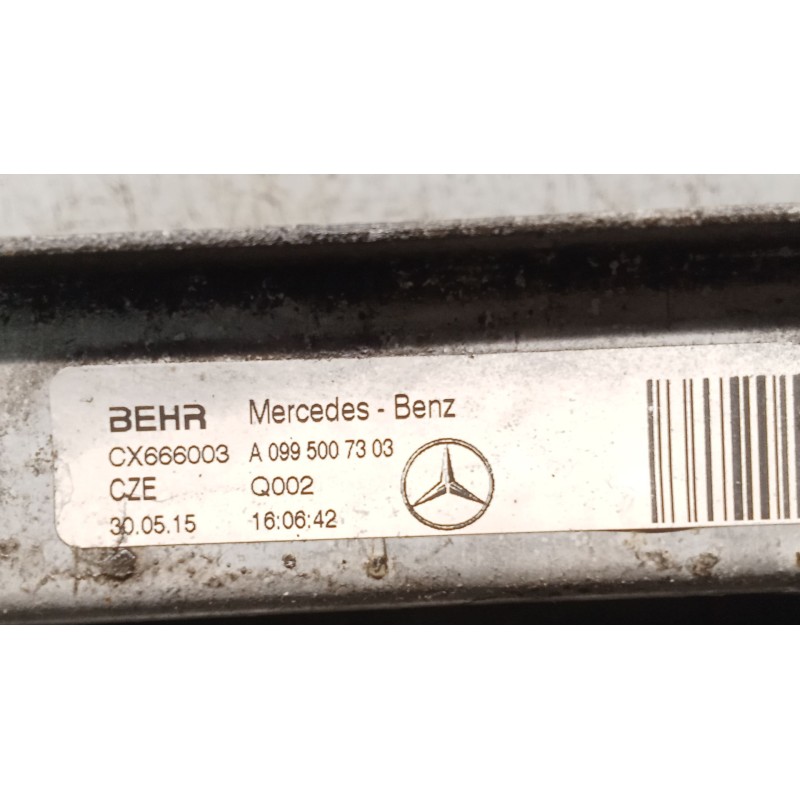 BEHR Mercedes - Benz
CX666003 A 099 500 73 03
CZE Q002
30.05.15 16:06:42